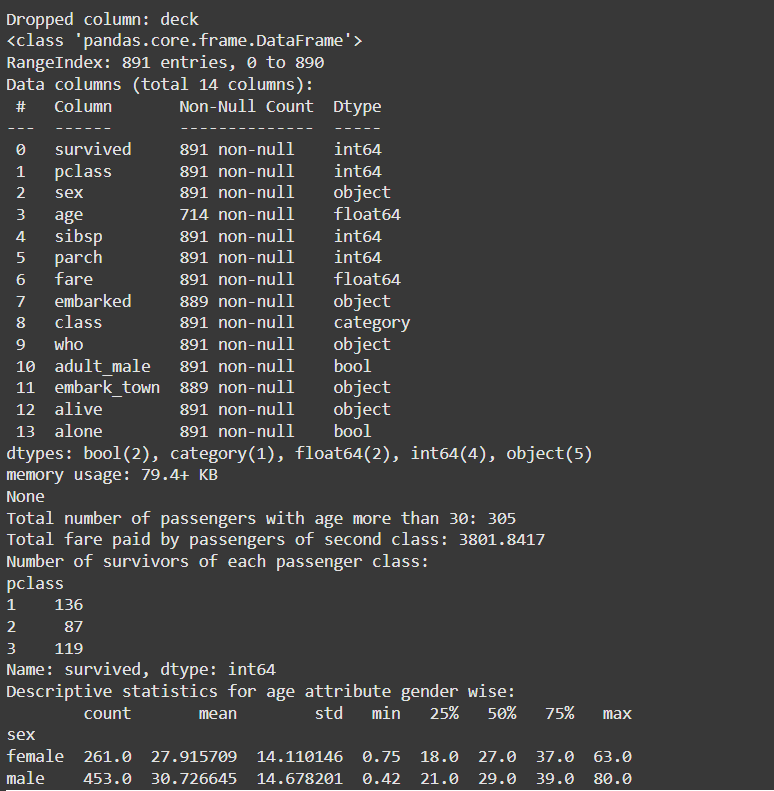 Dropped column: deck
<class 'pandas.core.frame.DataFrame'>
RangeIndex: 891 entries, 0 to 890
Data columns (total 14 columns):
 #   Column       Non-Null Count  Dtype
---  ------       --------------  -----
 0   survived     891 non-null    int64
 1   pclass       891 non-null    int64
 2   sex          891 non-null    object
 3   age          714 non-null    float64
 4   sibsp        891 non-null    int64
 5   parch        891 non-null    int64
 6   fare         891 non-null    float64
 7   embarked     889 non-null    object
 8   class        891 non-null    category
 9   who          891 non-null    object
 10  adult_male   891 non-null    bool
 11  embark_town  889 non-null    object
 12  alive        891 non-null    object
 13  alone        891 non-null    bool
dtypes: bool(2), category(1), float64(2), int64(4), object(5)
memory usage: 79.4+ KB
None
Total number of passengers with age more than 30: 305
Total fare paid by passengers of second class: 3801.8417
Number of survivors of each passenger class:
pclass
1    136
2     87
3    119
Name: survived, dtype: int64
Descriptive statistics for age attribute gender wise:
        count       mean        std   min   25%   50%   75%   max
sex
female  261.0  27.915709  14.110146  0.75  18.0  27.0  37.0  63.0
male    453.0  30.726645  14.678201  0.42  21.0  29.0  39.0  80.0